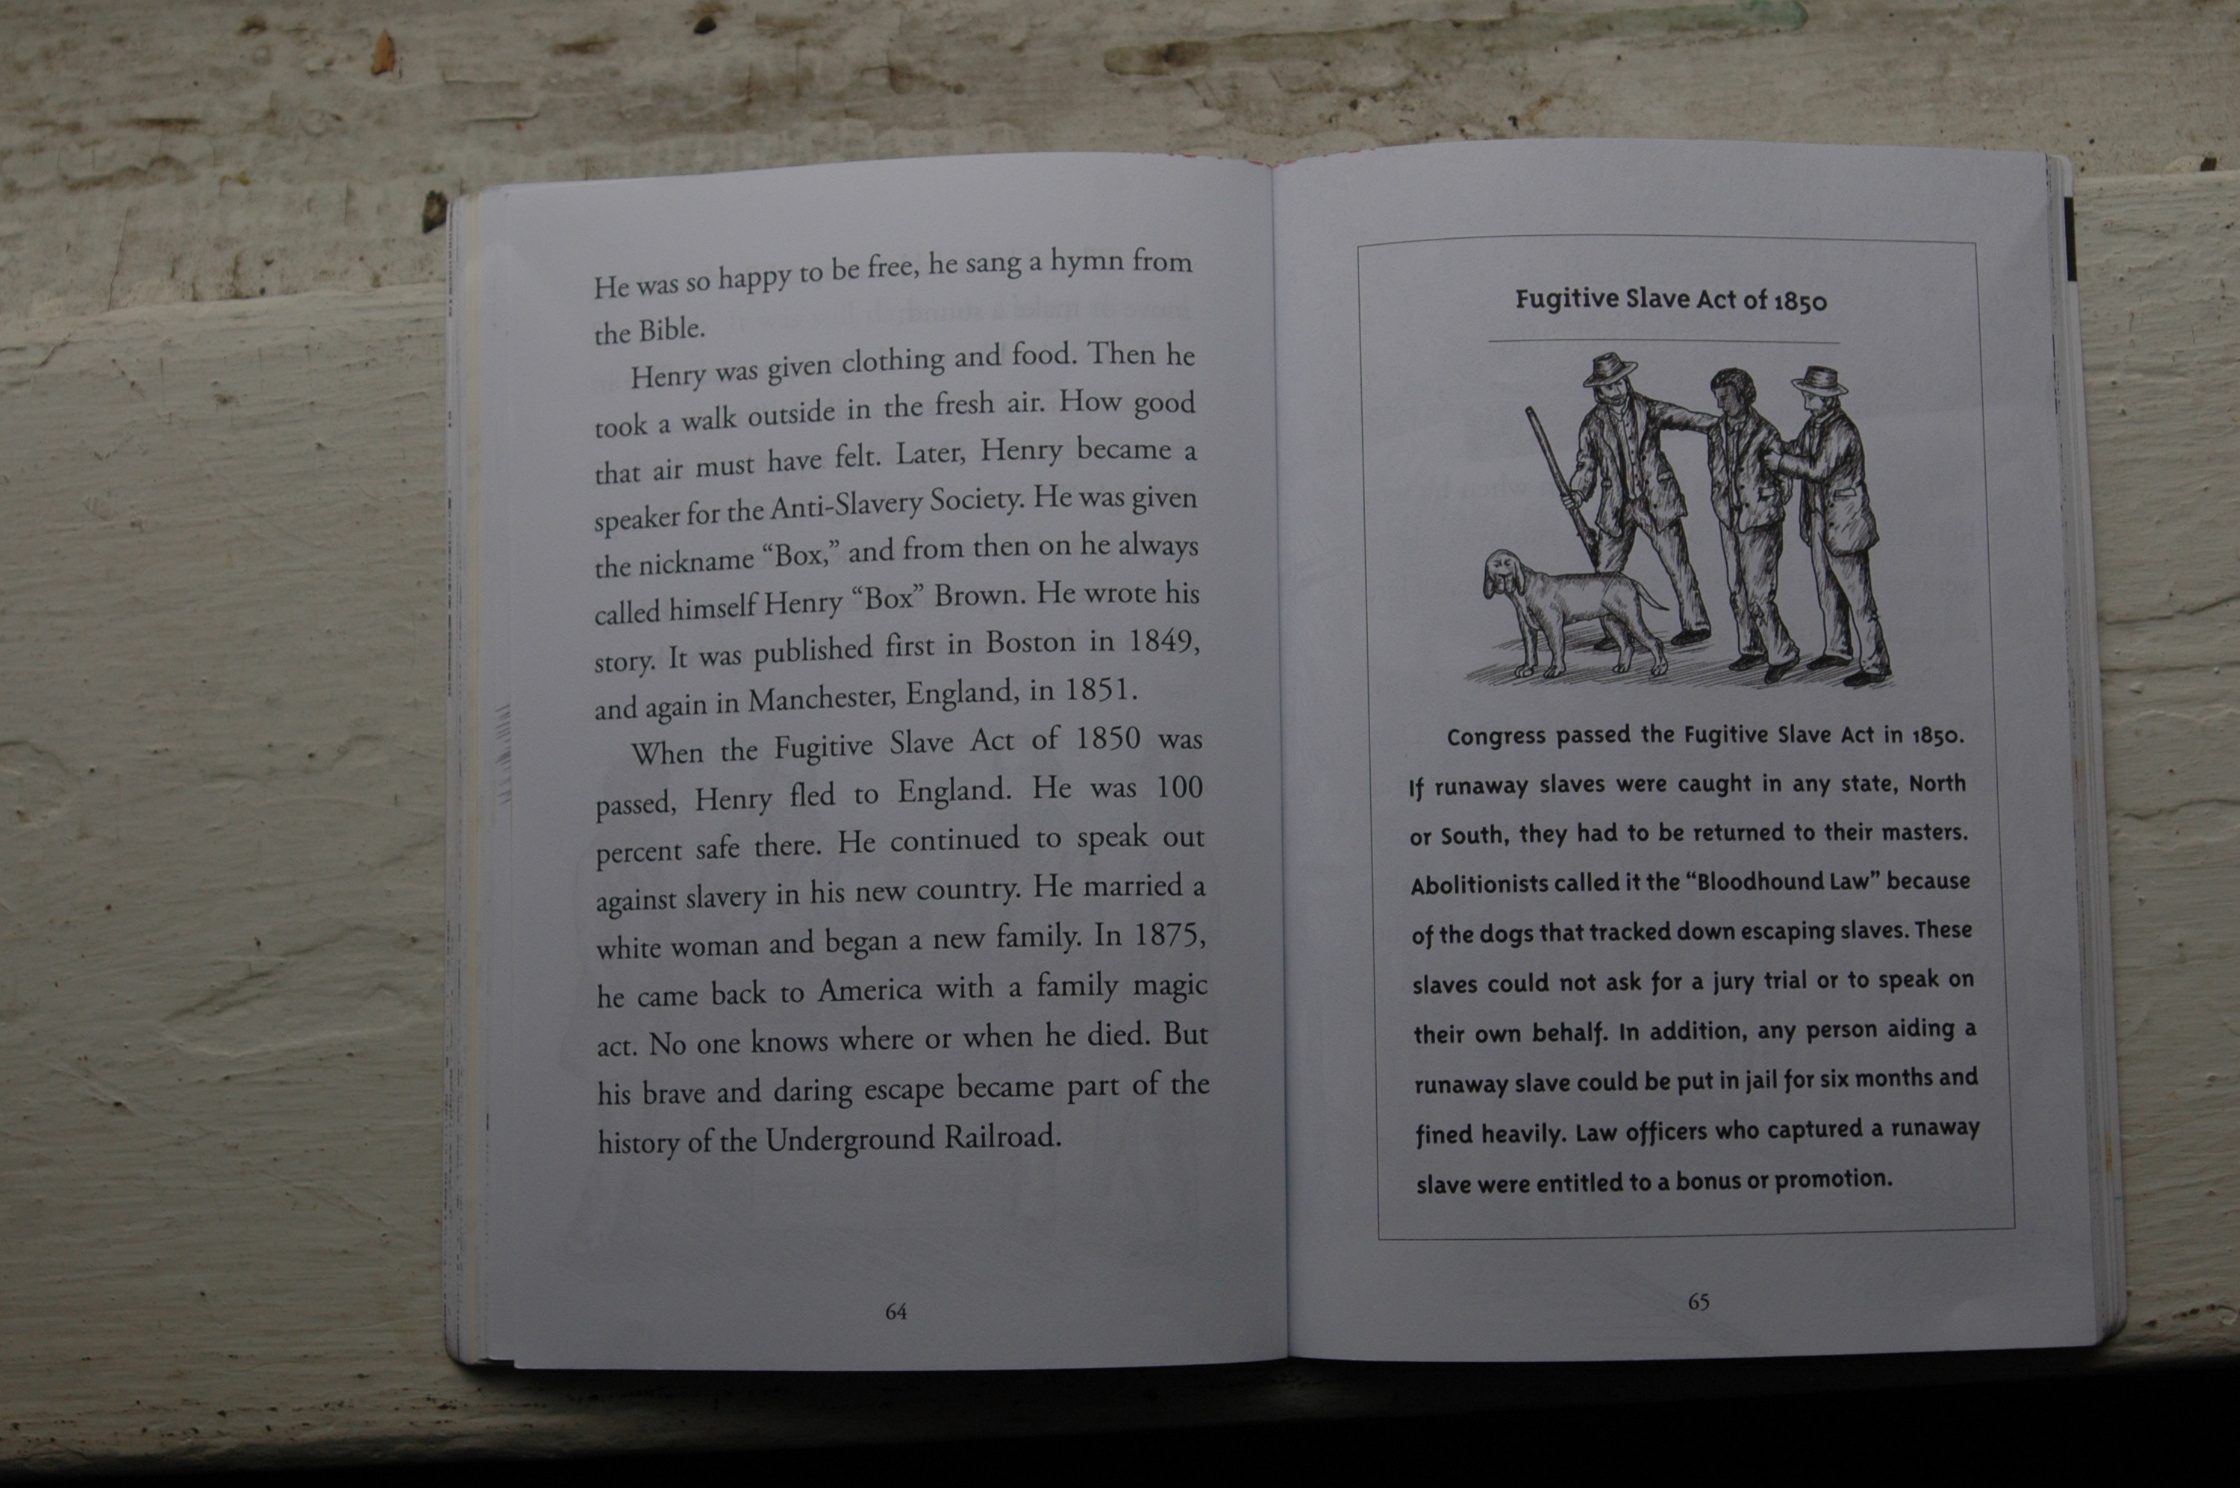 He was so happy to be free, he sang a hymn from
the Bible.
Henry was given clothing and food. Then he
took a walk outside in the fresh air. How good
that air must have felt. Later, Henry became a
speaker for the Anti-Slavery Society. He was given
the nickname “Box,” and from then on he always
called himself Henry “Box” Brown. He wrote his
story. It was published first in Boston in 1849,
and again in Manchester, England, in 1851.
When the Fugitive Slave Act of 1850 was
passed, Henry fled to England. He was 100
percent safe there. He continued to speak out
against slavery in his new country. He married a
white woman and began a new family. In 1875,
he came back to America with a family magic
act. No one knows where or when he died. But
his brave and daring escape became part of the
history of the Underground Railroad.
64
Fugitive Slave Act of 1850
Congress passed the Fugitive Slave Act in 1850.
If runaway slaves were caught in any state, North
or South, they had to be returned to their masters.
Abolitionists called it the “Bloodhound Law” because
of the dogs that tracked down escaping slaves. These
slaves could not ask for a jury trial or to speak on
their own behalf. In addition, any person aiding a
runaway slave could be put in jail for six months and
fined heavily. Law officers who captured a runaway
slave were entitled to a bonus or promotion.
65